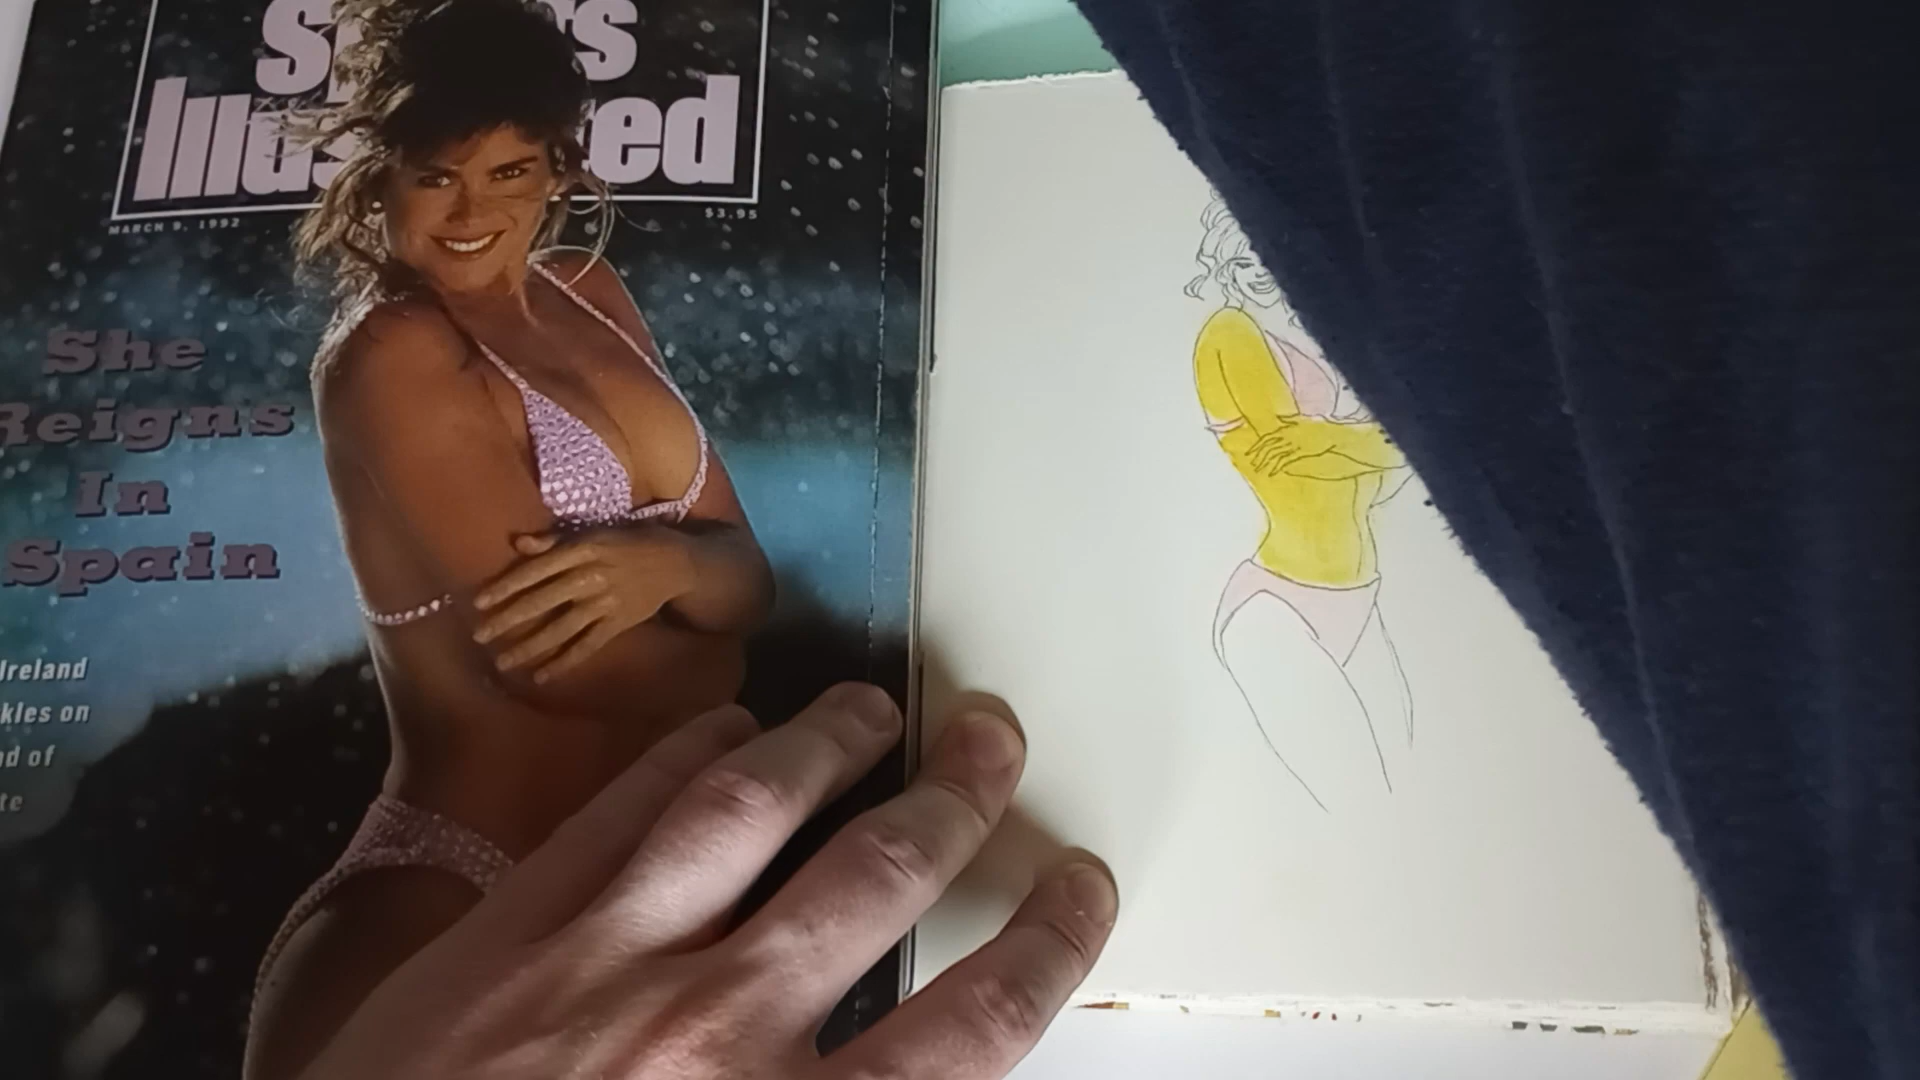 Sports
Illustrated
MARCH 9, 1992
$3.95
She
Reigns
In
Spain
Ireland
kles on
d of
te